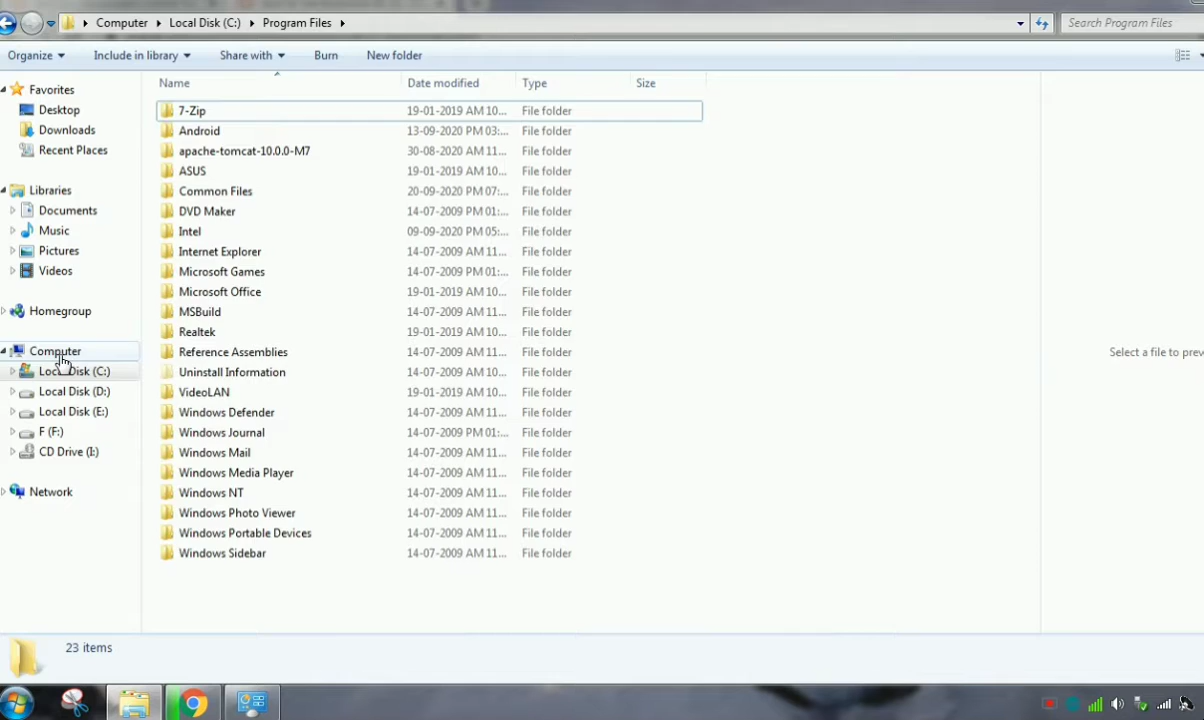 Computer Local Disk (C:) Program Files Search Program Files
Organize Include in library Share with Burn New folder
Name Date modified Type Size
Favorites
Desktop
Downloads
Recent Places
Libraries
Documents
Music
Pictures
Videos
Homegroup
Computer
Local Disk (C:)
Local Disk (D:)
Local Disk (E:)
F (F:)
CD Drive (I:)
Network
7-Zip 19-01-2019 AM 10... File folder
Android 13-09-2020 PM 03:... File folder
apache-tomcat-10.0.0-M7 30-08-2020 AM 11... File folder
ASUS 19-01-2019 AM 10... File folder
Common Files 20-09-2020 PM 07:... File folder
DVD Maker 14-07-2009 PM 01:... File folder
Intel 09-09-2020 PM 05:... File folder
Internet Explorer 14-07-2009 AM 11... File folder
Microsoft Games 14-07-2009 PM 01:... File folder
Microsoft Office 19-01-2019 AM 10... File folder
MSBuild 14-07-2009 AM 11... File folder
Realtek 19-01-2019 AM 10... File folder
Reference Assemblies 14-07-2009 AM 11... File folder
Uninstall Information 14-07-2009 AM 10... File folder
VideoLAN 19-01-2019 AM 10... File folder
Windows Defender 14-07-2009 AM 11... File folder
Windows Journal 14-07-2009 PM 01:... File folder
Windows Mail 14-07-2009 AM 11... File folder
Windows Media Player 14-07-2009 AM 11... File folder
Windows NT 14-07-2009 AM 11... File folder
Windows Photo Viewer 14-07-2009 AM 11... File folder
Windows Portable Devices 14-07-2009 AM 11... File folder
Windows Sidebar 14-07-2009 AM 11... File folder
Select a file to prev
23 items